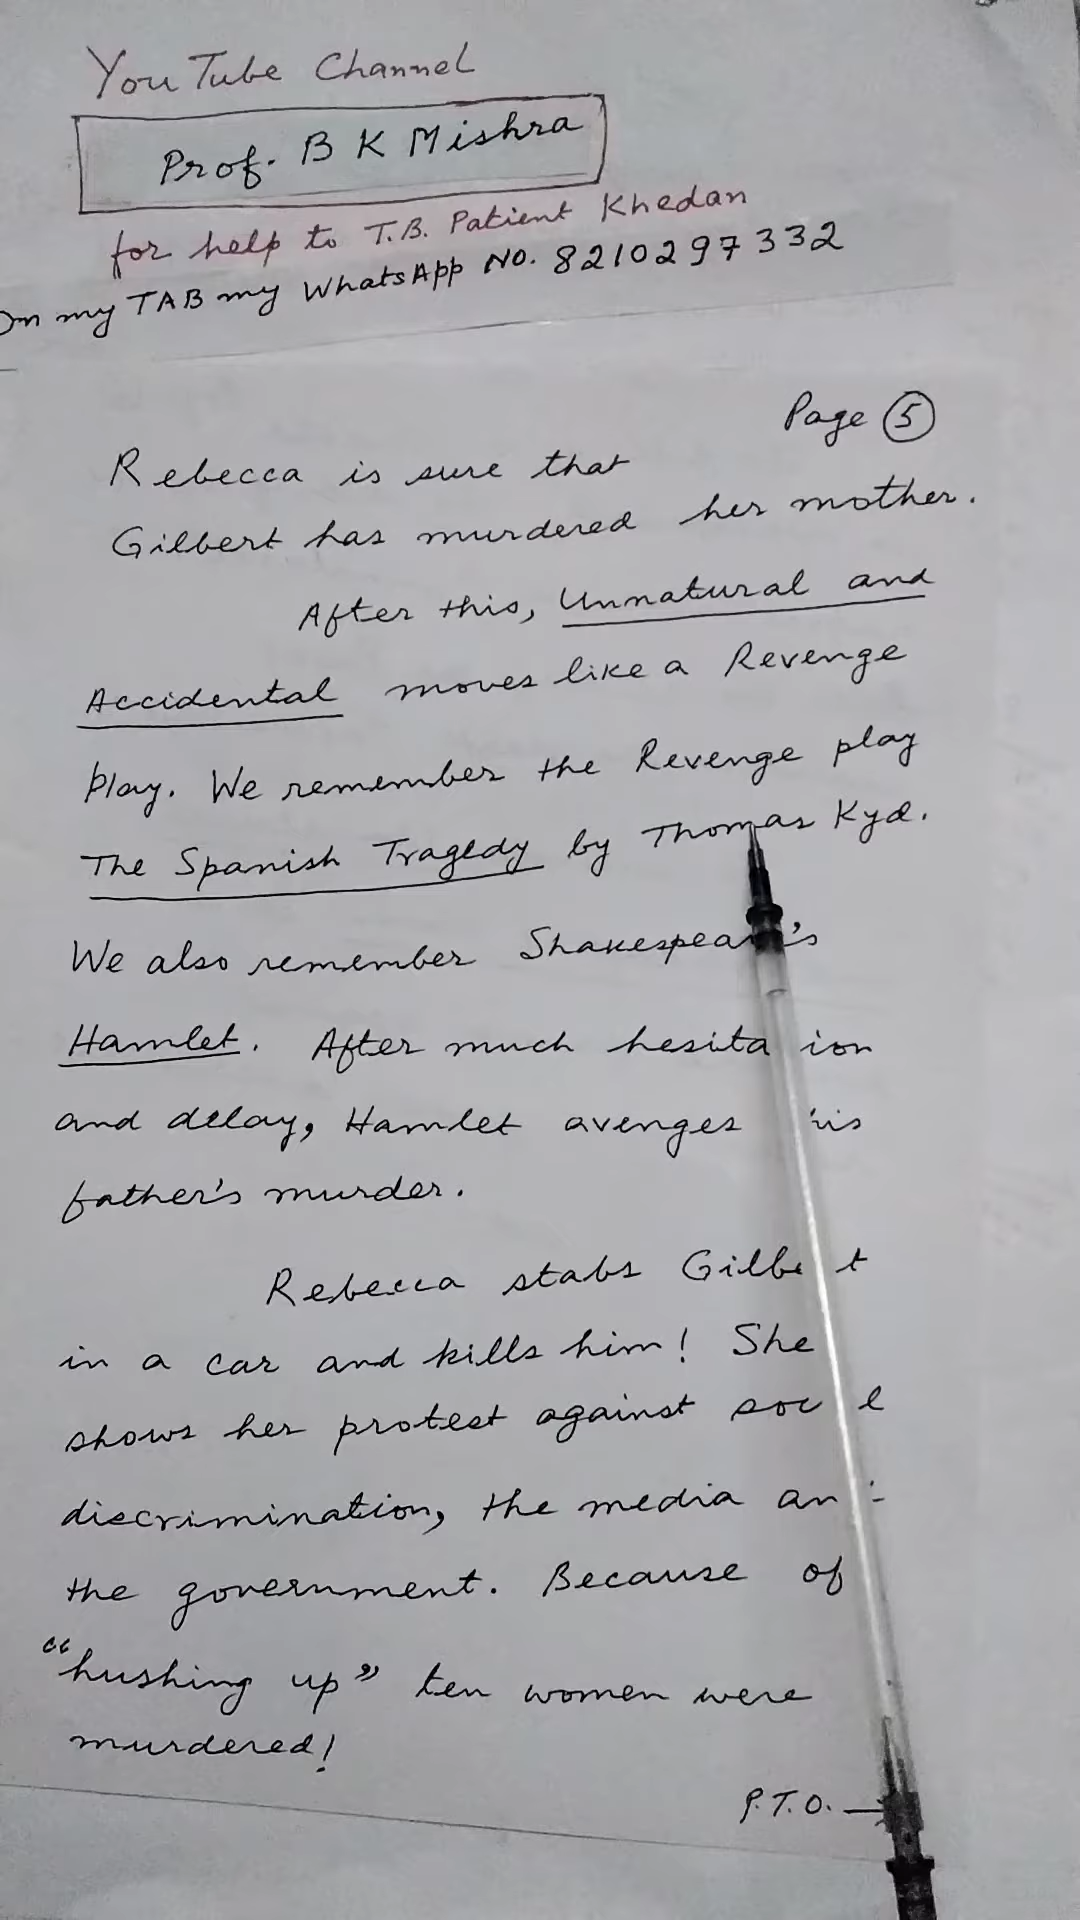 YouTube Channel
Prof. B K Mishra
for help to T.B. Patient Khedan
On my TAB my WhatsApp NO. 8210297332
Page 5
Rebecca is sure that
Gilbert has murdered her mother.
After this, Unnatural and
Accidental moves like a Revenge
play. We remember the Revenge play
The Spanish Tragedy by Thomas Kyd.
We also remember Shakespear's
Hamlet. After much hesitation
and delay, Hamlet avenges his
father's murder.
Rebecca stabs Gilbert
in a car and kills him! She
shows her protest against social
discrimination, the media and
the government. Because of
"hushing up" ten women were
murdered!
P.T.O.